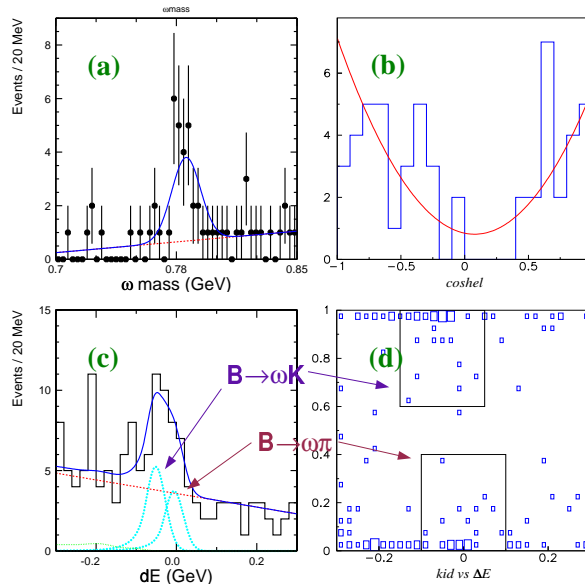 ωmass
Events / 20 MeV
(a)
8
6
4
2
0
0.7
0.78
0.85
ω mass (GeV)
(b)
8
6
4
2
0
-1
-0.5
0
0.5
coshel
Events / 20 MeV
(c)
15
10
5
0
-0.2
0
0.2
dE (GeV)
B→ωK
B→ωπ
(d)
1
0.8
0.6
0.4
0.2
0
-0.2
0
0.2
kid vs ΔE